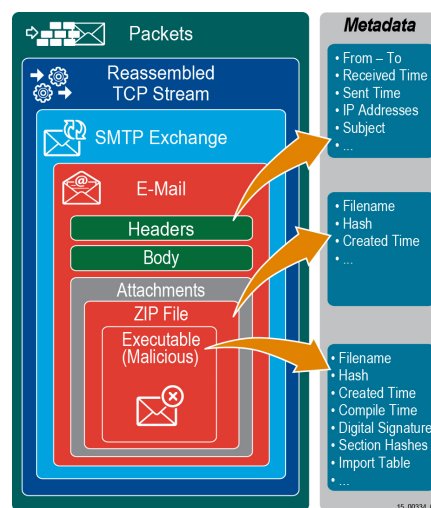 Packets
Reassembled
TCP Stream
SMTP Exchange
E-Mail
Headers
Body
Attachments
ZIP File
Executable
(Malicious)
Metadata
• From – To
• Received Time
• Sent Time
• IP Addresses
• Subject
• ...
• Filename
• Hash
• Created Time
• ...
• Filename
• Hash
• Created Time
• Compile Time
• Digital Signature
• Section Hashes
• Import Table
• ...
15_00334